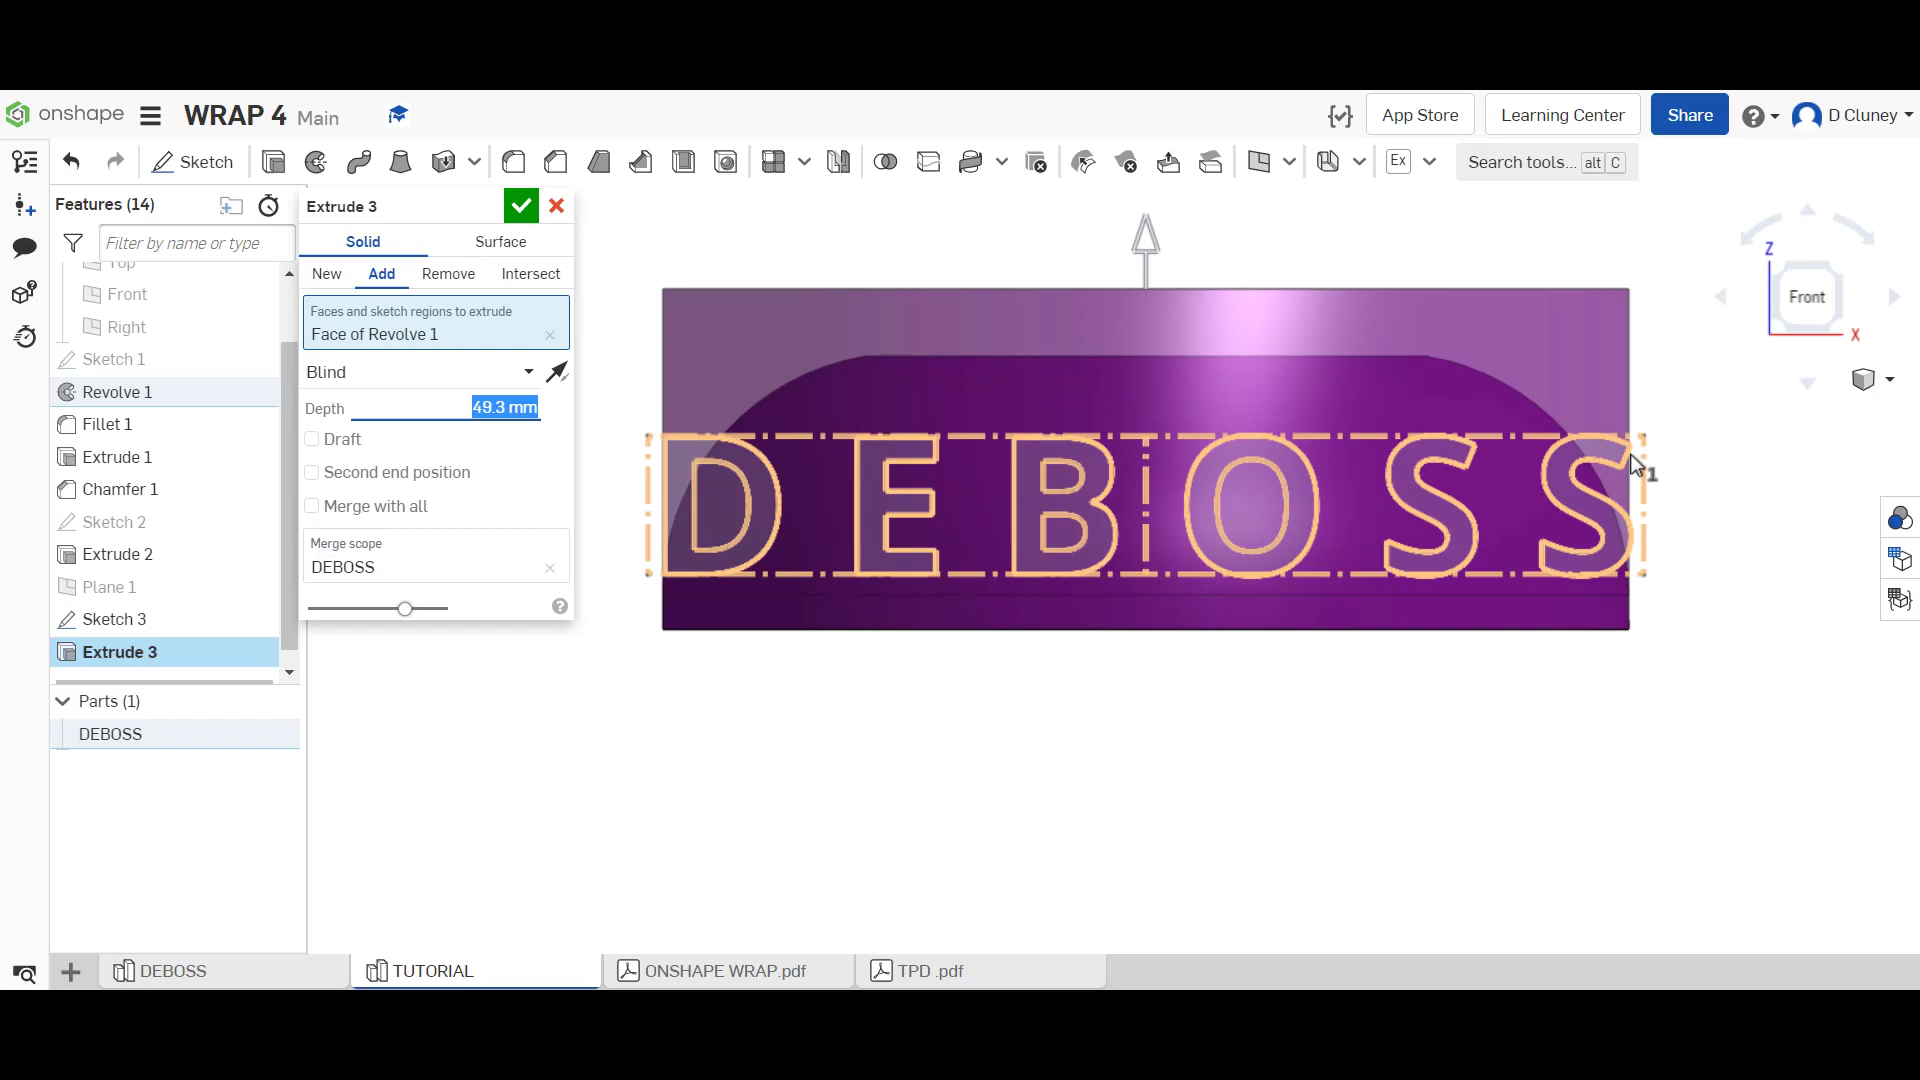 onshape WRAP 4 Main App Store Learning Center Share D Cluney
Sketch Ex Search tools... alt C
Features (14)
Filter by name or type
Top
Front
Right
Sketch 1
Revolve 1
Fillet 1
Extrude 1
Chamfer 1
Sketch 2
Extrude 2
Plane 1
Sketch 3
Extrude 3
Parts (1)
DEBOSS
Extrude 3
Solid Surface
New Add Remove Intersect
Faces and sketch regions to extrude
Face of Revolve 1
Blind
Depth 49.3 mm
Draft
Second end position
Merge with all
Merge scope
DEBOSS
DEBOSS
1
Z
Front
X
DEBOSS TUTORIAL ONSHAPE WRAP.pdf TPD .pdf